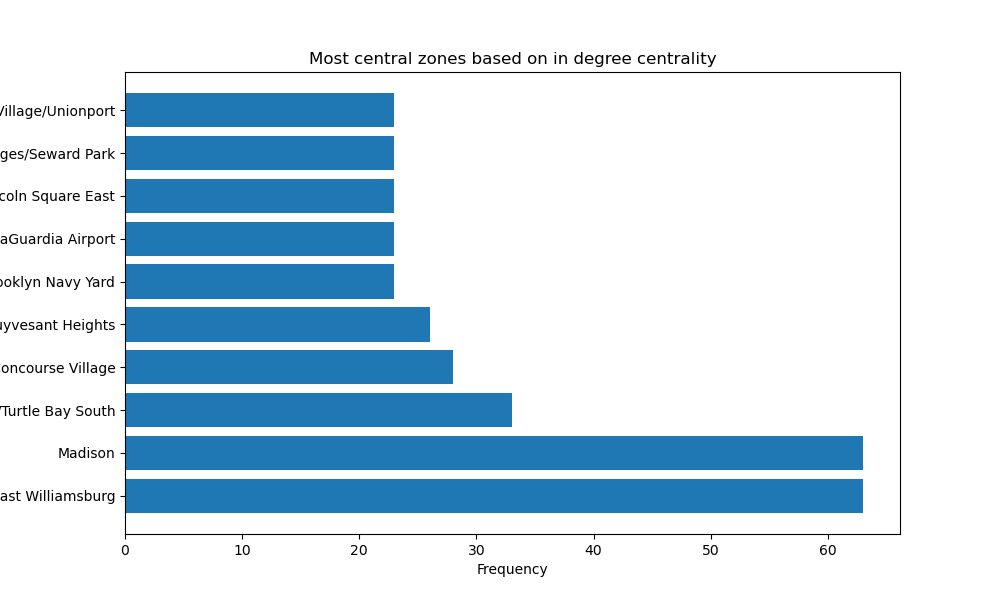 Most central zones based on in degree centrality
Village/Unionport
ges/Seward Park
coln Square East
aGuardia Airport
ooklyn Navy Yard
uyvesant Heights
Concourse Village
/Turtle Bay South
Madison
ast Williamsburg
0 10 20 30 40 50 60
Frequency